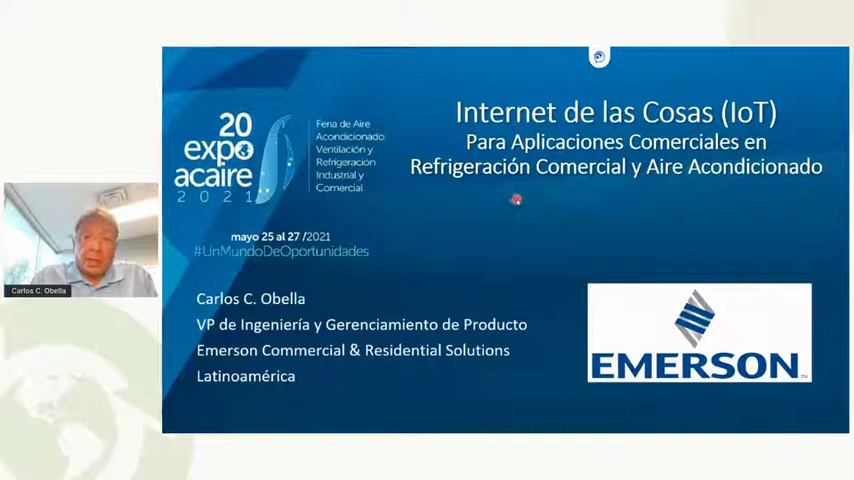 20
expo
acaire
2021
Feria de Aire
Acondicionado
Ventilación y
Refrigeración
Industrial y
Comercial
mayo 25 al 27 /2021
#UnMundoDeOportunidades
Internet de las Cosas (IoT)
Para Aplicaciones Comerciales en
Refrigeración Comercial y Aire Acondicionado
Carlos C. Obella
Carlos C. Obella
VP de Ingeniería y Gerenciamiento de Producto
Emerson Commercial & Residential Solutions
Latinoamérica
EMERSON™